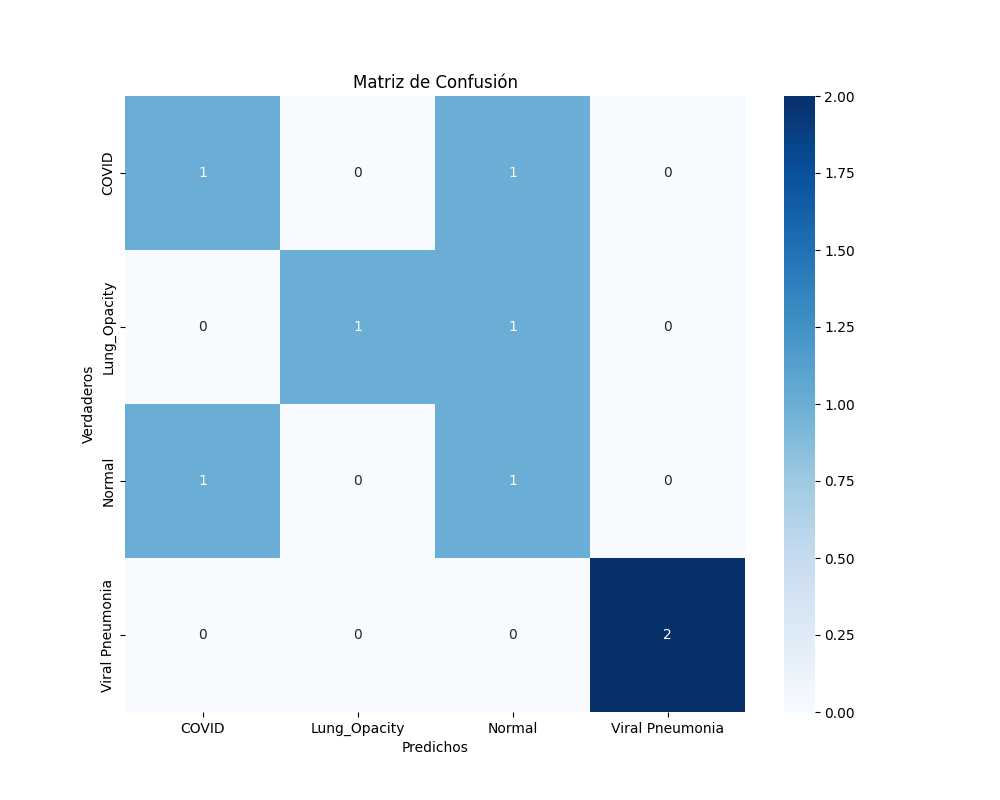 Matriz de Confusión
Verdaderos
COVID
1 0 1 0
Lung_Opacity
0 1 1 0
Normal
1 0 1 0
Viral Pneumonia
0 0 0 2
COVID Lung_Opacity Normal Viral Pneumonia
Predichos
2.00
1.75
1.50
1.25
1.00
0.75
0.50
0.25
0.00